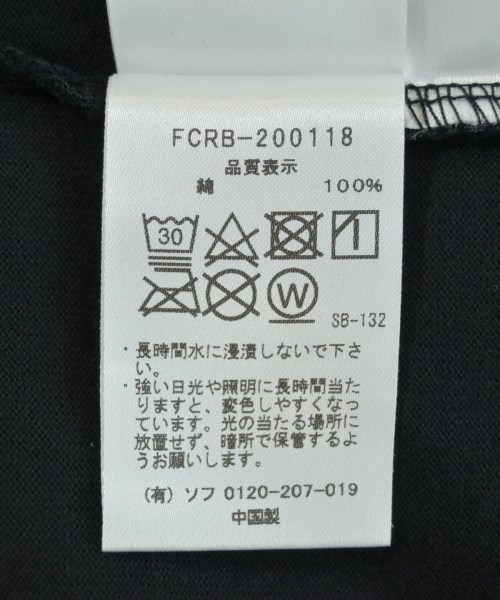 FCRB-200118
品質表示
綿 100%
30
W
SB-132
・長時間水に浸漬しないで下さ
い。
・強い日光や照明に長時間当た
りますと、変色しやすくなっ
ています。光の当たる場所に
放置せず、暗所で保管するよ
うお願いします。
(有) ソフ 0120-207-019
中国製